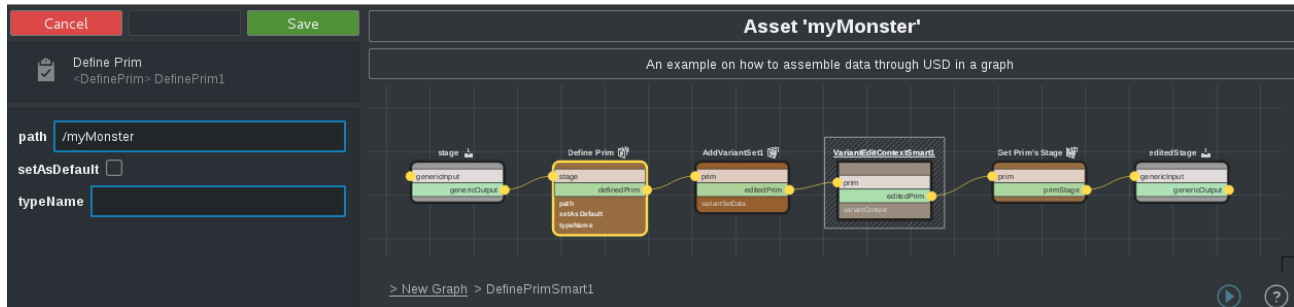 Cancel
Save
Define Prim
<DefinePrim> DefinePrim1
path /myMonster
setAsDefault
typeName
Asset 'myMonster'
An example on how to assemble data through USD in a graph
stage
genericInput
genericOutput
Define Prim
stage
definedPrim
path
setAsDefault
typeName
AddVariantSet1
prim
editedPrim
variantSetData
VariantEditContextSmart1
prim
editedPrim
variantContext
Get Prim's Stage
prim
primStage
editedStage
genericInput
genericOutput
> New Graph > DefinePrimSmart1
?